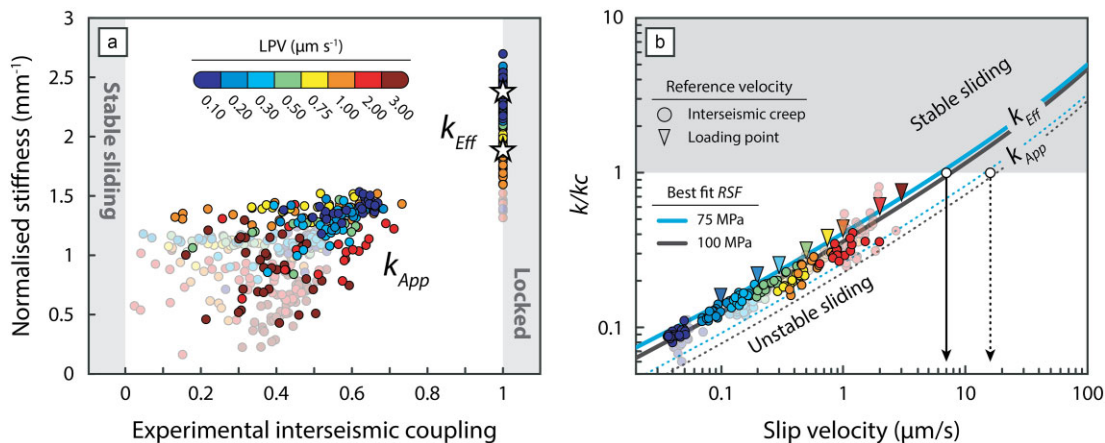 a
LPV (μm s⁻¹)
0.10 0.20 0.30 0.50 0.75 1.00 2.00 3.00
Stable sliding
Locked
k_Eff
k_App
3
2.5
2
1.5
1
0.5
0
0 0.2 0.4 0.6 0.8 1
Normalised stiffness (mm⁻¹)
Experimental interseismic coupling
b
Reference velocity
Interseismic creep
Loading point
Stable sliding
k_Eff
k_App
Best fit RSF
75 MPa
100 MPa
Unstable sliding
10
1
0.1
0.1 1 10 100
k/kc
Slip velocity (μm/s)